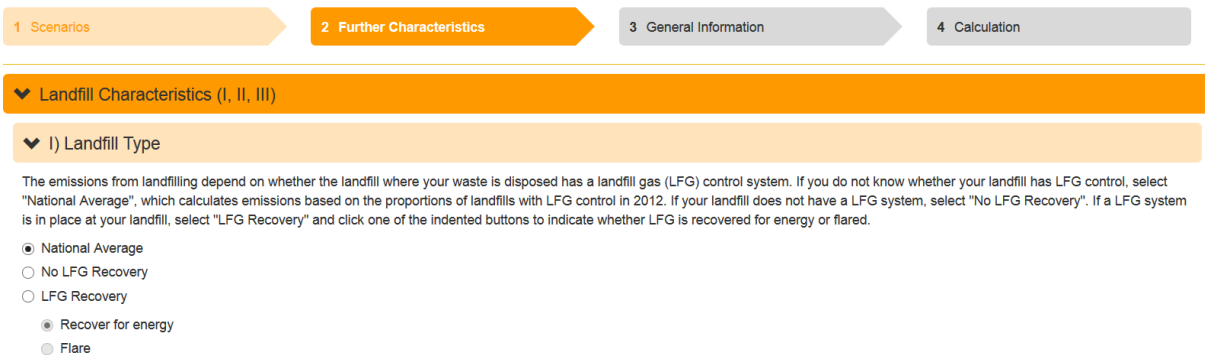 1 Scenarios
2 Further Characteristics
3 General Information
4 Calculation
Landfill Characteristics (I, II, III)
I) Landfill Type
The emissions from landfilling depend on whether the landfill where your waste is disposed has a landfill gas (LFG) control system. If you do not know whether your landfill has LFG control, select
"National Average", which calculates emissions based on the proportions of landfills with LFG control in 2012. If your landfill does not have a LFG system, select "No LFG Recovery". If a LFG system
is in place at your landfill, select "LFG Recovery" and click one of the indented buttons to indicate whether LFG is recovered for energy or flared.
National Average
No LFG Recovery
LFG Recovery
Recover for energy
Flare